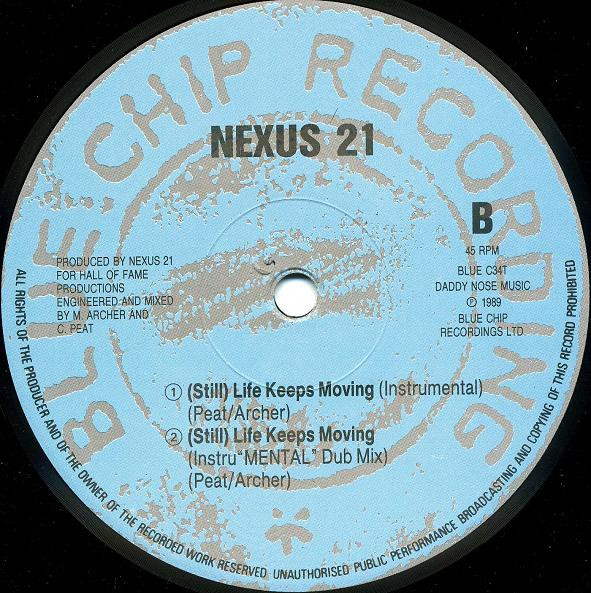 BLUE CHIP RECORDING
NEXUS 21
B
45 RPM
BLUE C34T
DADDY NOSE MUSIC
℗ 1989
BLUE CHIP
RECORDINGS LTD
PRODUCED BY NEXUS 21
FOR HALL OF FAME
PRODUCTIONS
ENGINEERED AND MIXED
BY M. ARCHER AND
C. PEAT
① (Still) Life Keeps Moving (Instrumental)
(Peat/Archer)
② (Still) Life Keeps Moving
(Instru"MENTAL" Dub Mix)
(Peat/Archer)
ALL RIGHTS OF THE PRODUCER AND OF THE OWNER OF THE RECORDED WORK RESERVED. UNAUTHORISED PUBLIC PERFORMANCE BROADCASTING AND COPYING OF THIS RECORD PROHIBITED